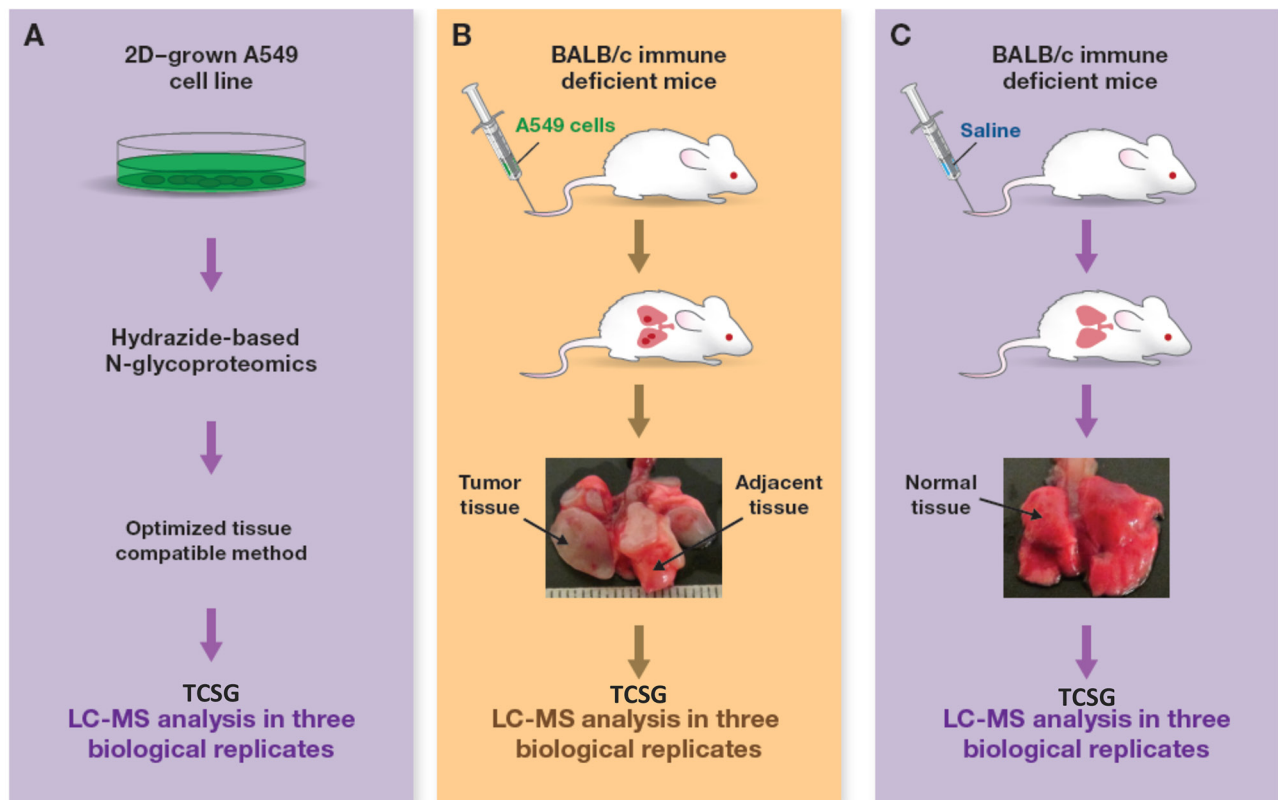 A
2D–grown A549
cell line
Hydrazide-based
N-glycoproteomics
Optimized tissue
compatible method
TCSG
LC-MS analysis in three
biological replicates
B
BALB/c immune
deficient mice
A549 cells
Tumor
tissue
Adjacent
tissue
TCSG
LC-MS analysis in three
biological replicates
C
BALB/c immune
deficient mice
Saline
Normal
tissue
TCSG
LC-MS analysis in three
biological replicates